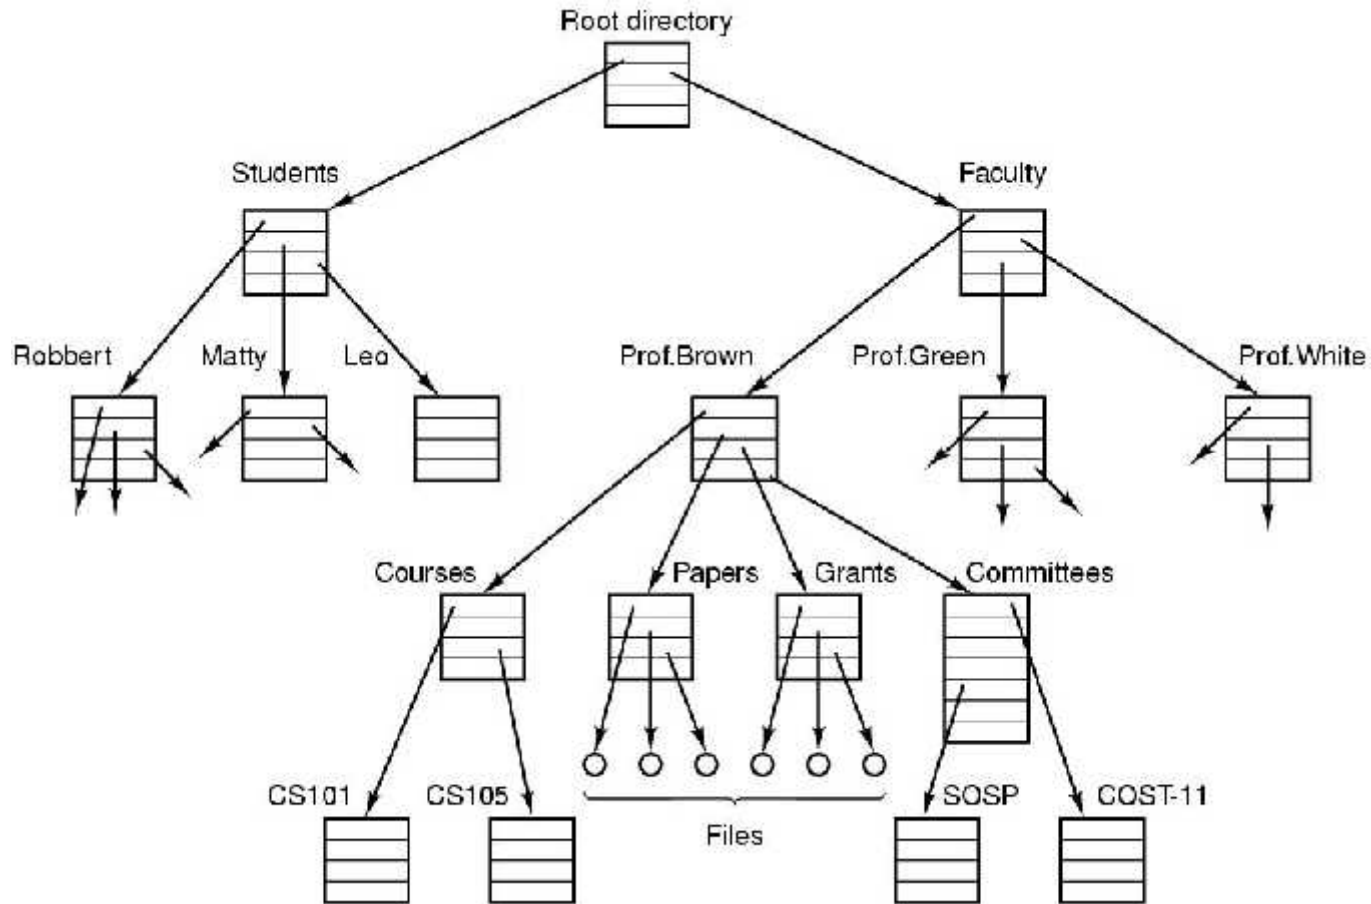 Root directory
Students
Faculty
Robbert
Matty
Leo
Prof.Brown
Prof.Green
Prof.White
Courses
Papers
Grants
Committees
CS101
CS105
SOSP
COST-11
Files